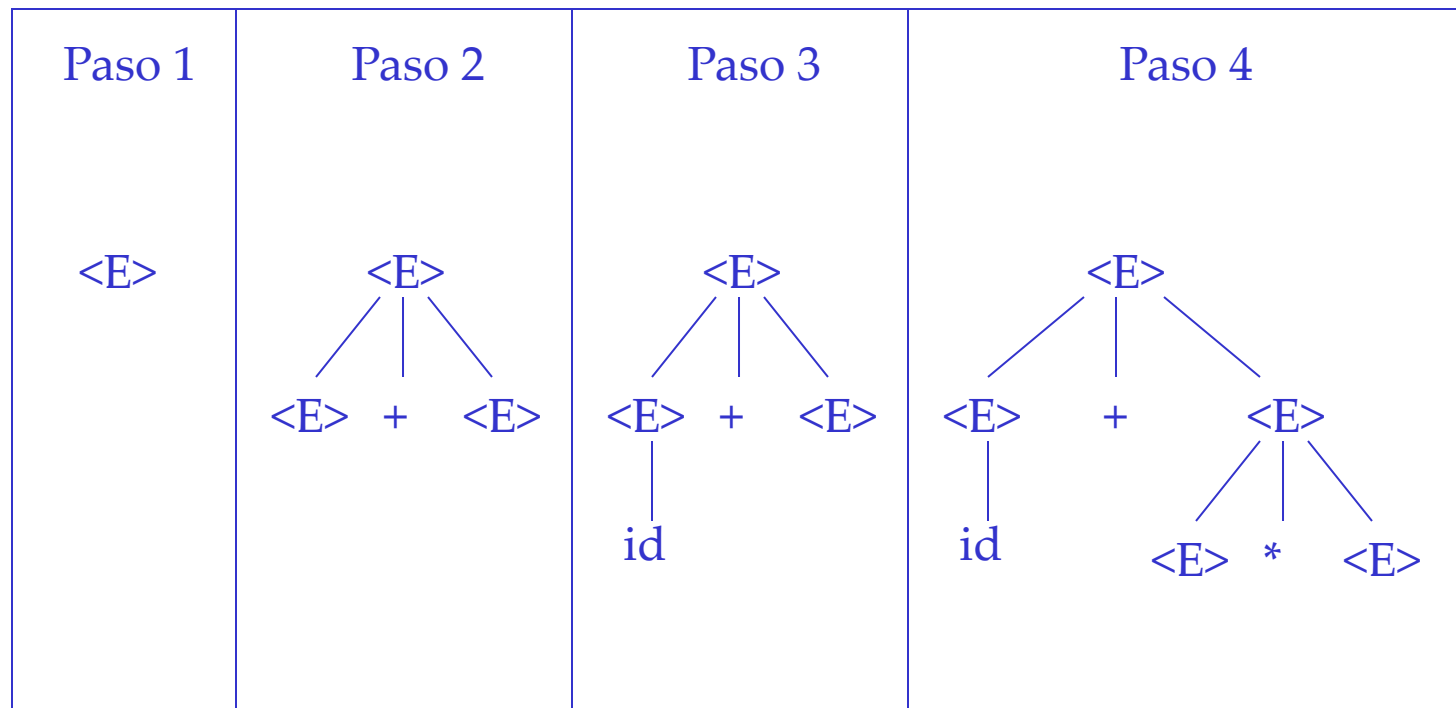 Paso 1 Paso 2 Paso 3 Paso 4
<E> <E> <E> <E>
<E> + <E> <E> + <E> <E> + <E>
id id <E> * <E>